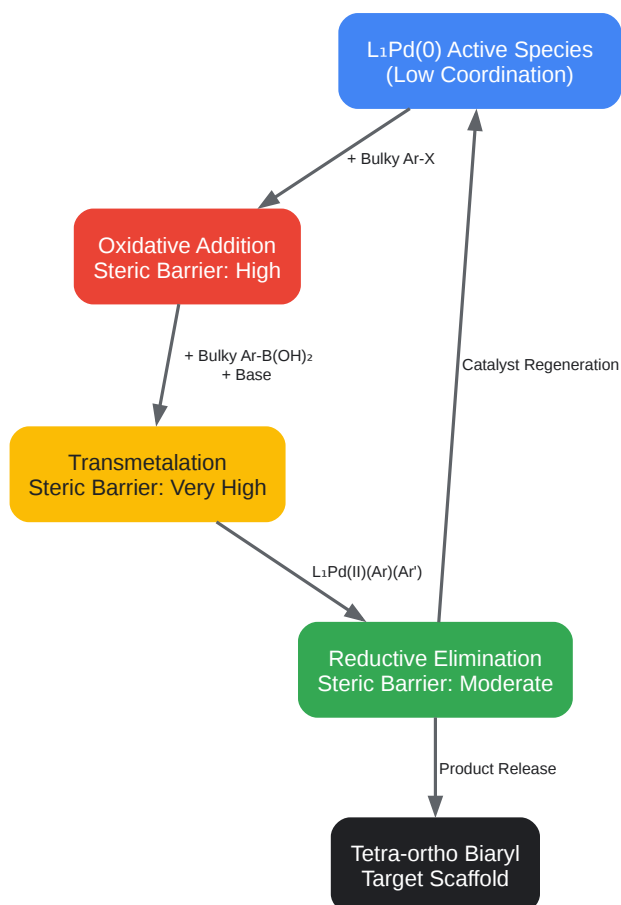 L₁Pd(0) Active Species
(Low Coordination)
+ Bulky Ar-X
Oxidative Addition
Steric Barrier: High
+ Bulky Ar-B(OH)₂
+ Base
Catalyst Regeneration
Transmetalation
Steric Barrier: Very High
L₁Pd(II)(Ar)(Ar')
Reductive Elimination
Steric Barrier: Moderate
Product Release
Tetra-ortho Biaryl
Target Scaffold